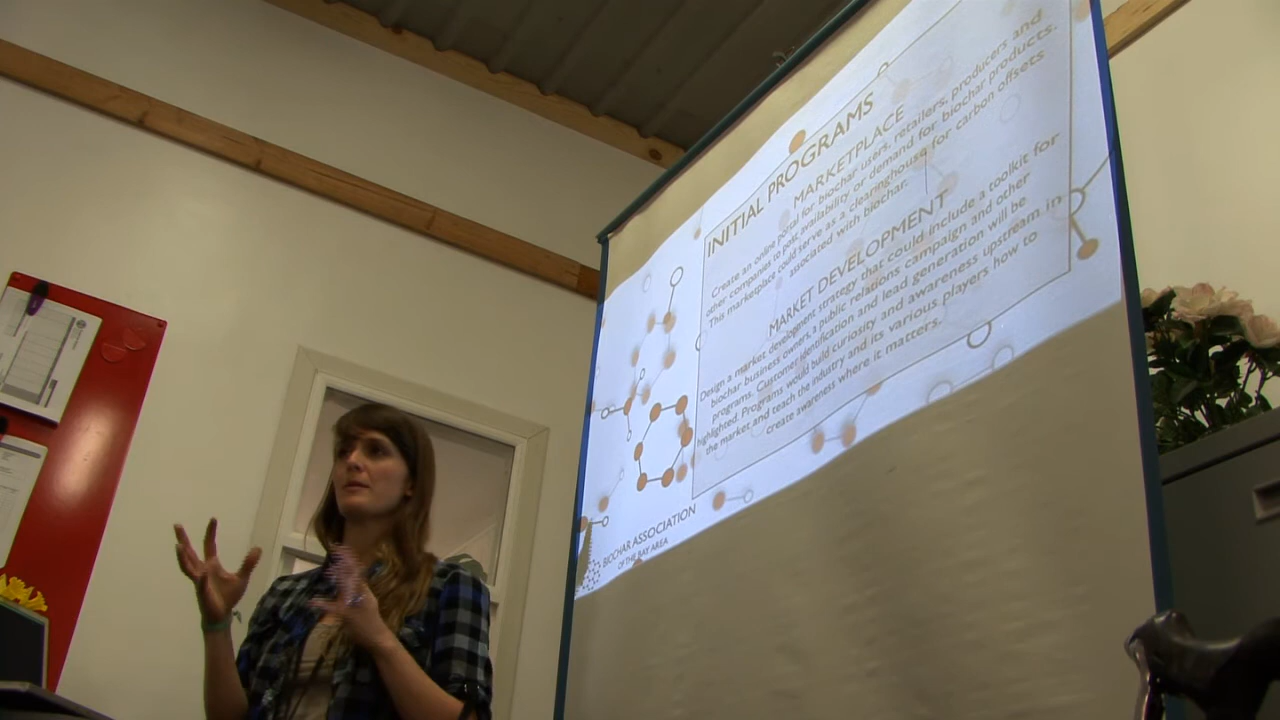 INITIAL PROGRAMS
MARKETPLACE
Create an online portal for biochar users, retailers, producers and
other companies to post availability or demand for biochar products.
This marketplace could serve as a clearinghouse for carbon offsets
associated with biochar.
MARKET DEVELOPMENT
Design a market development strategy that could include a toolkit for
biochar business owners, a public relations campaign and other
programs. Customer identification and lead generation will be
highlighted. Programs would build curiosity and awareness upstream in
the market and teach the industry and its various players how to
create awareness where it matters.
BIOCHAR ASSOCIATION
OF THE BAY AREA